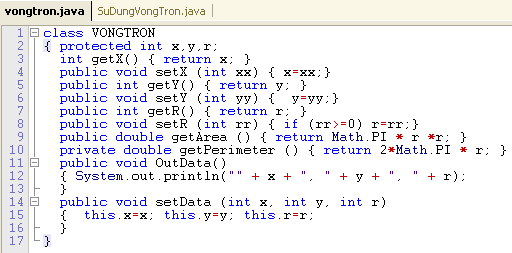 vongtron.java SuDungVongTron.java
1 class VONGTRON
2 { protected int x,y,r;
3 int getX() { return x; }
4 public void setX (int xx) { x=xx;}
5 public int getY() { return y; }
6 public void setY (int yy) { y=yy;}
7 public int getR() { return r; }
8 public void setR (int rr) { if (rr>=0) r=rr;}
9 public double getArea () { return Math.PI * r *r; }
10 private double getPerimeter () { return 2*Math.PI * r; }
11 public void OutData()
12 { System.out.println("" + x + ", " + y + ", " + r);
13 }
14 public void setData (int x, int y, int r)
15 { this.x=x; this.y=y; this.r=r;
16 }
17 }